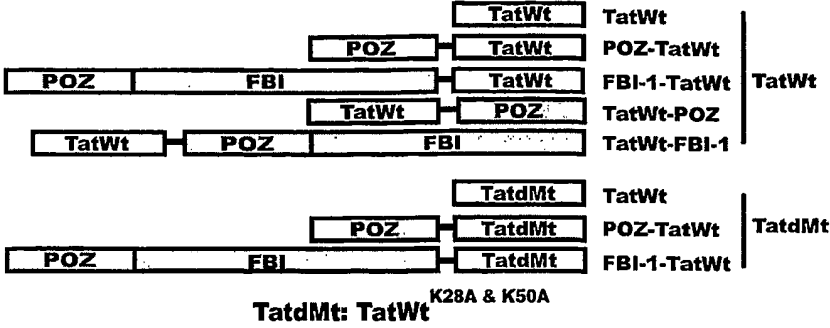 TatWt TatWt
POZ TatWt POZ-TatWt
POZ FBI TatWt FBI-1-TatWt TatWt
TatWt POZ TatWt-POZ
TatWt POZ FBI TatWt-FBI-1
TatdMt TatWt
POZ TatdMt POZ-TatWt TatdMt
POZ FBI TatdMt FBI-1-TatWt
TatdMt: TatWt K28A & K50A